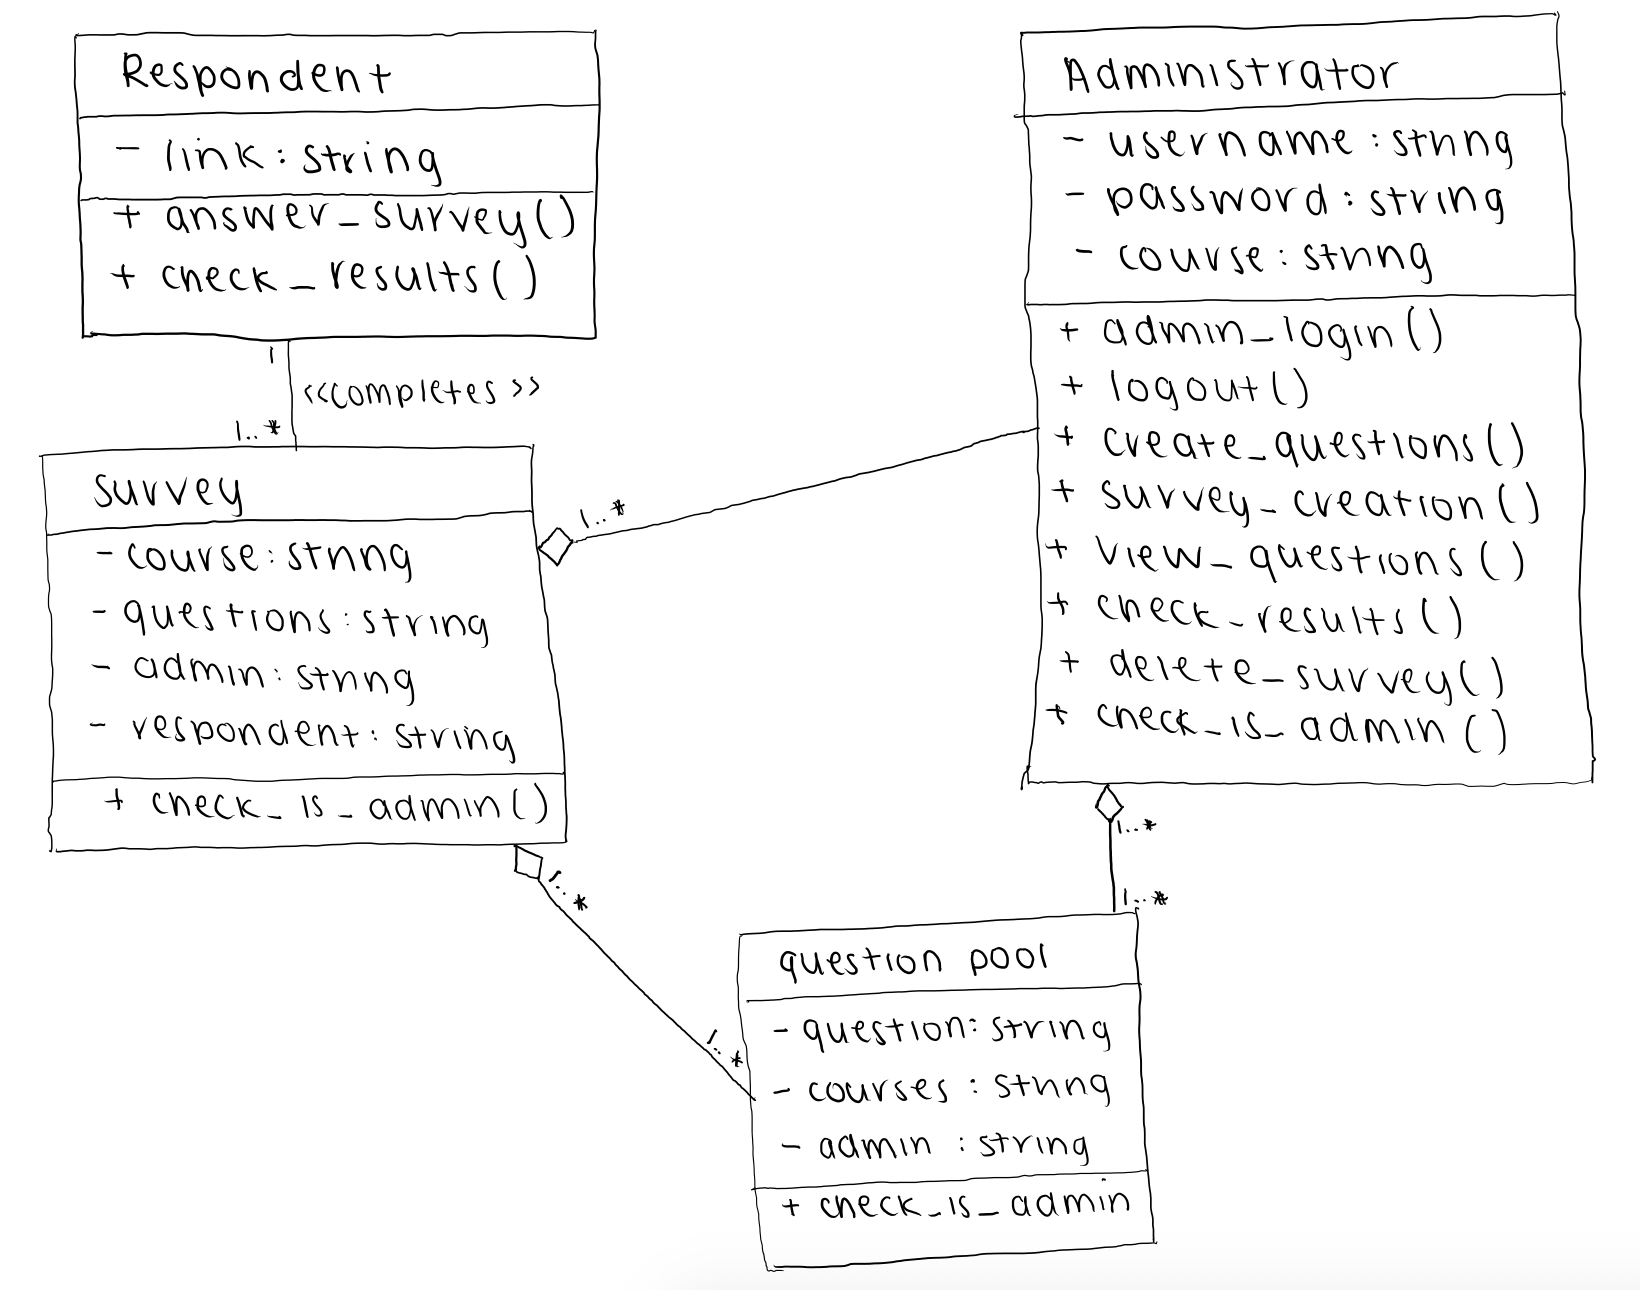 Respondent
- link : string
+ answer_survey()
+ check_results()
1
<<completes >>
1..*
survey
- course : string
- questions : string
- admin : string
- respondent : string
+ check_is_admin()
1..*
1..*
1..*
Administrator
- username : string
- password : string
- course : string
+ admin_login()
+ logout()
+ create_questions()
+ survey_creation()
+ view_questions()
+ check_results()
+ delete_survey()
+ check_is_admin()
1..*
1..*
question pool
- question : string
- courses : string
- admin : string
+ check_is_admin